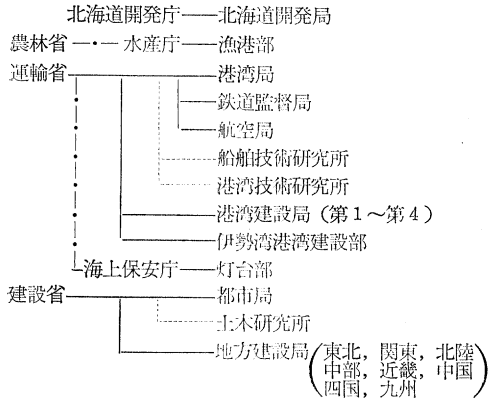 北海道開発庁 北海道開発局
農林省 水産庁 漁港部
運輸省 港湾局
鉄道監督局
航空局
船舶技術研究所
港湾技術研究所
港湾建設局(第1～第4)
伊勢湾港湾建設部
海上保安庁 灯台部
建設省 都市局
土木研究所
地方建設局(東北,関東,北陸
中部,近畿,中国
四国,九州)